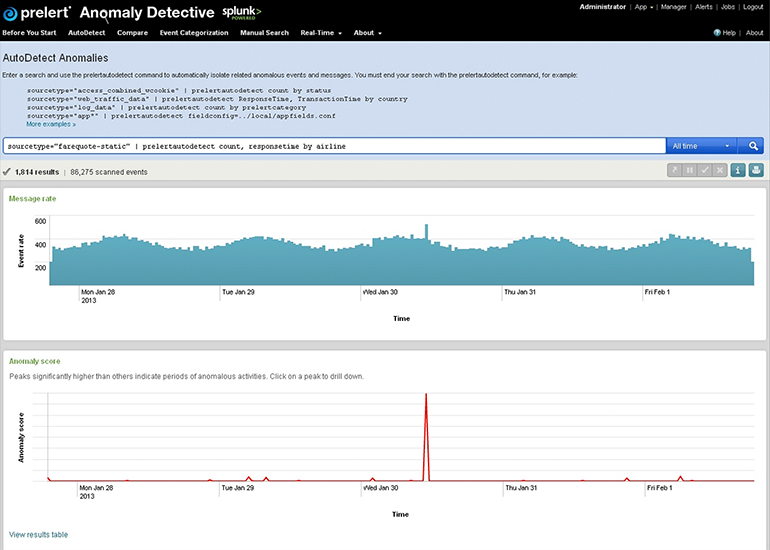 prelert Anomaly Detective splunk> POWERED
Administrator | App | Manager | Alerts | Jobs | Logout
Before You Start AutoDetect Compare Event Categorization Manual Search Real-Time About
Help | About
AutoDetect Anomalies
Enter a search and use the prelertautodetect command to automatically isolate related anomalous events and messages. You must end your search with the prelertautodetect command, for example:
sourcetype="access_combined_wcookie" | prelertautodetect count by status
sourcetype="web_traffic_data" | prelertautodetect ResponseTime, TransactionTime by country
sourcetype="log_data" | prelertautodetect count by prelertcategory
sourcetype="app*" | prelertautodetect fieldconfig=../local/appfields.conf
More examples »
sourcetype="farequote-static" | prelertautodetect count, responsetime by airline
All time
1,814 results | 86,275 scanned events
Message rate
600
400
200
Event rate
Mon Jan 28 Tue Jan 29 Wed Jan 30 Thu Jan 31 Fri Feb 1
2013
Time
Anomaly score
Peaks significantly higher than others indicate periods of anomalous activities. Click on a peak to drill down.
Anomaly score
Mon Jan 28 Tue Jan 29 Wed Jan 30 Thu Jan 31 Fri Feb 1
2013
Time
View results table